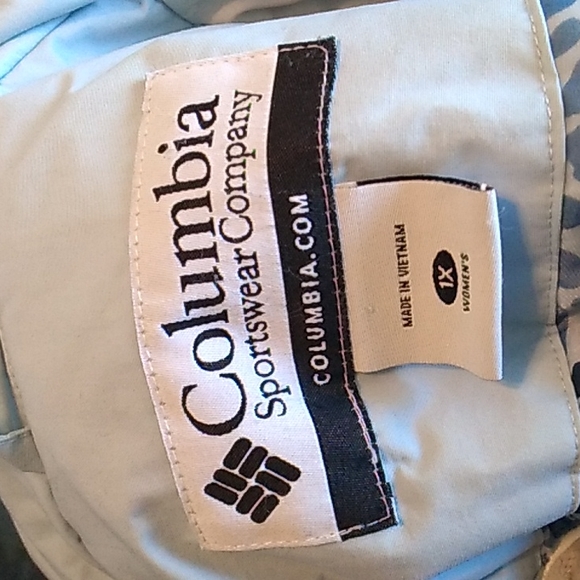 Columbia
Sportswear Company
COLUMBIA.COM
MADE IN VIETNAM
1X
WOMEN'S